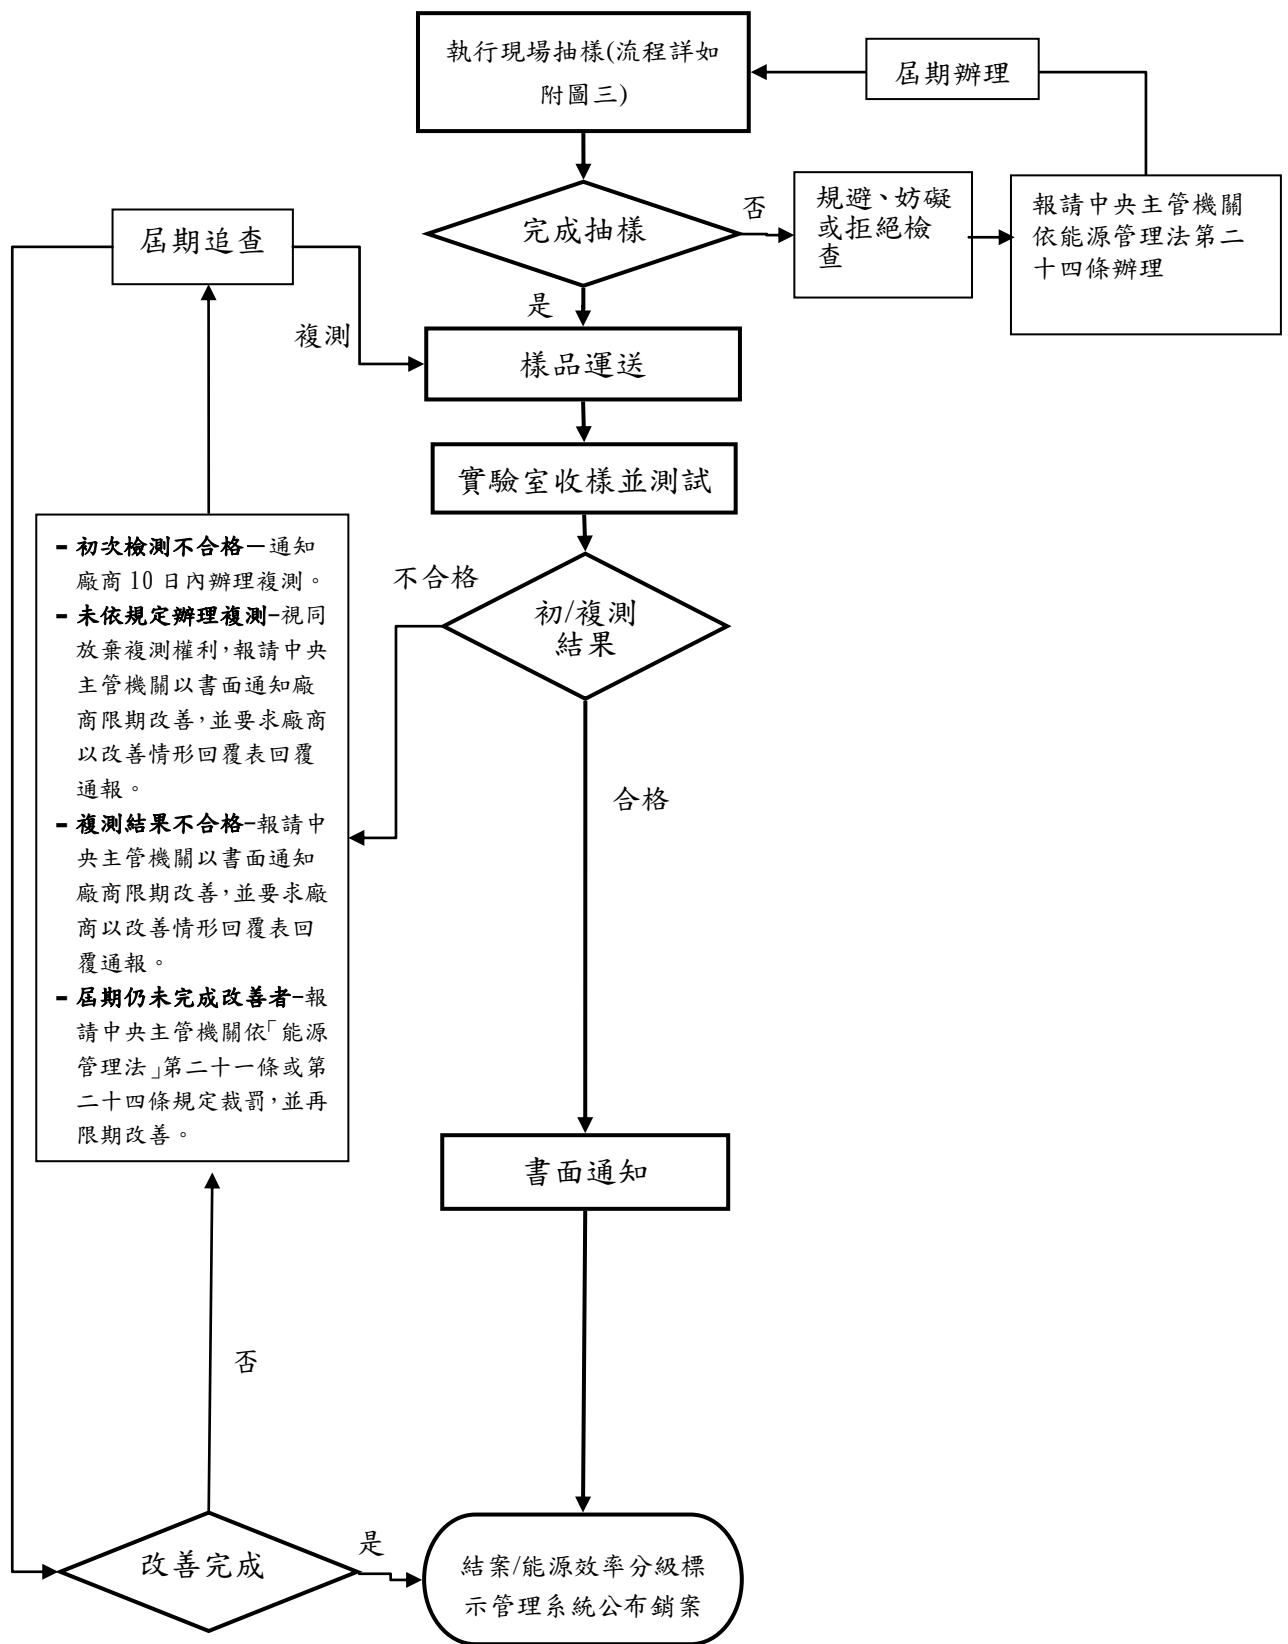 執行現場抽樣(流程詳如
附圖三)
屆期辦理
完成抽樣
否
規避、妨礙
或拒絕檢
查
報請中央主管機關
依能源管理法第二
十四條辦理
屆期追查
是
複測
樣品運送
實驗室收樣並測試
- 初次檢測不合格－通知
廠商 10 日內辦理複測。
- 未依規定辦理複測-視同
放棄複測權利,報請中央
主管機關以書面通知廠
商限期改善,並要求廠商
以改善情形回覆表回覆
通報。
- 複測結果不合格-報請中
央主管機關以書面通知
廠商限期改善,並要求廠
商以改善情形回覆表回
覆通報。
- 屆期仍未完成改善者-報
請中央主管機關依「能源
管理法」第二十一條或第
二十四條規定裁罰,並再
限期改善。
不合格
初/複測
結果
合格
書面通知
否
改善完成
是
結案/能源效率分級標
示管理系統公布銷案